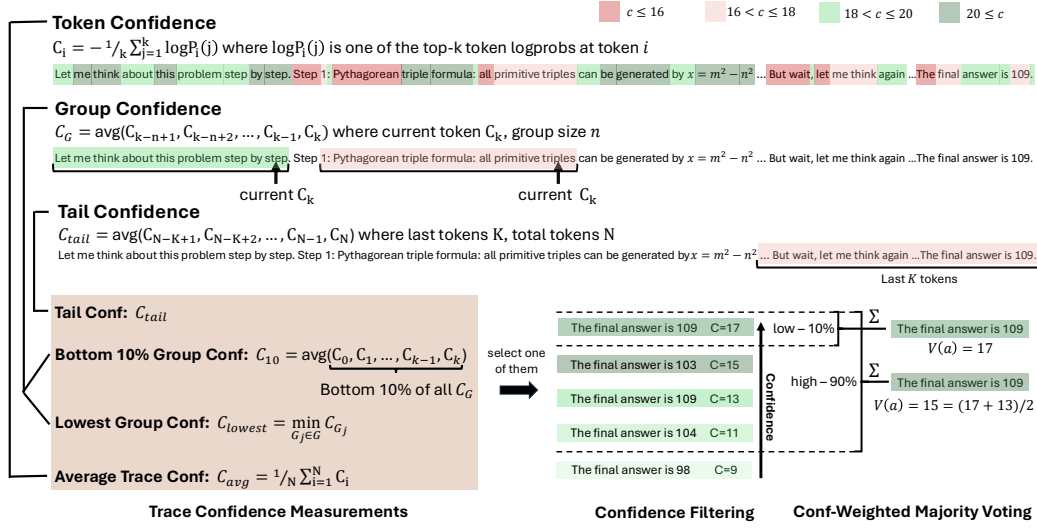 c ≤ 16
16 < c ≤ 18
18 < c ≤ 20
20 ≤ c
Token Confidence
C_i = − 1/k ∑_{j=1}^{k} logP_i(j) where logP_i(j) is one of the top-k token logprobs at token i
Let me think about this problem step by step. Step 1: Pythagorean triple formula: all primitive triples can be generated by x = m² − n² ... But wait, let me think again ...The final answer is 109.
Group Confidence
C_G = avg(C_{k−n+1}, C_{k−n+2}, ..., C_{k−1}, C_k) where current token C_k, group size n
Let me think about this problem step by step. Step 1: Pythagorean triple formula: all primitive triples can be generated by x = m² − n² ... But wait, let me think again ...The final answer is 109.
current C_k
current C_k
Tail Confidence
C_{tail} = avg(C_{N−K+1}, C_{N−K+2}, ..., C_{N−1}, C_N) where last tokens K, total tokens N
Let me think about this problem step by step. Step 1: Pythagorean triple formula: all primitive triples can be generated by x = m² − n² ... But wait, let me think again ...The final answer is 109.
Last K tokens
Tail Conf: C_{tail}
Bottom 10% Group Conf: C_{10} = avg(C_0, C_1, ..., C_{k−1}, C_k)
Bottom 10% of all C_G
Lowest Group Conf: C_{lowest} = min_{G_j∈G} C_{G_j}
Average Trace Conf: C_{avg} = 1/N ∑_{i=1}^{N} C_i
Trace Confidence Measurements
select one
of them
The final answer is 109 C=17
The final answer is 103 C=15
The final answer is 109 C=13
The final answer is 104 C=11
The final answer is 98 C=9
Confidence
low – 10%
high – 90%
Confidence Filtering
Σ
The final answer is 109
V(a) = 17
Σ
The final answer is 109
V(a) = 15 = (17 + 13)/2
Conf-Weighted Majority Voting